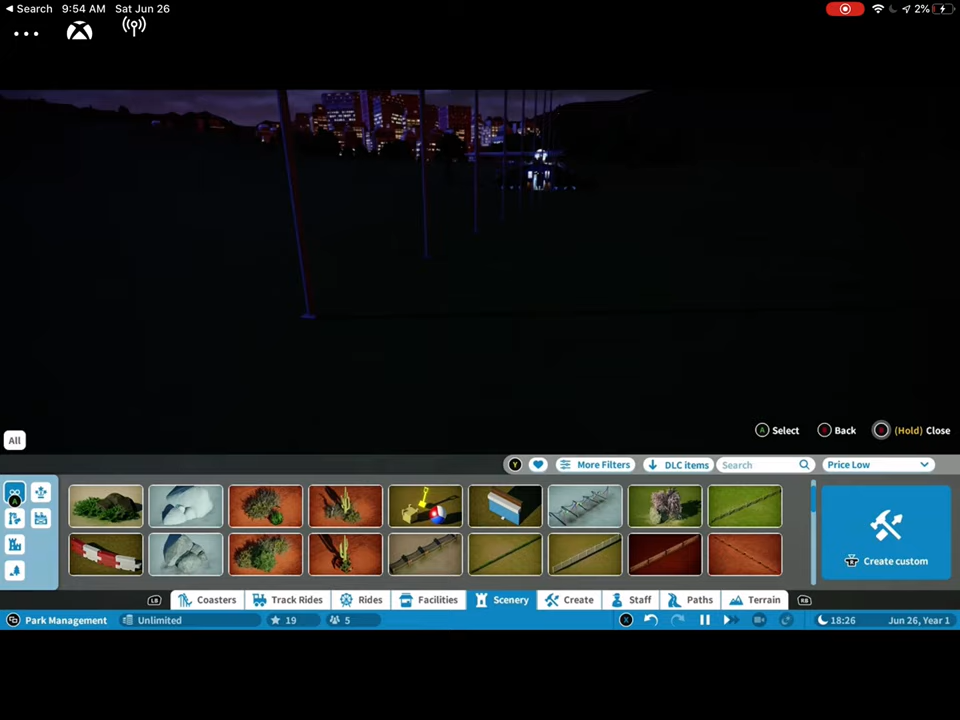 Search 9:54 AM Sat Jun 26 2%
All
A Select B Back (Hold) Close
Y More Filters DLC items Search Price Low
A
Create custom
LB Coasters Track Rides Rides Facilities Scenery Create Staff Paths Terrain RB
Park Management Unlimited 19 5 X 18:26 Jun 26, Year 1